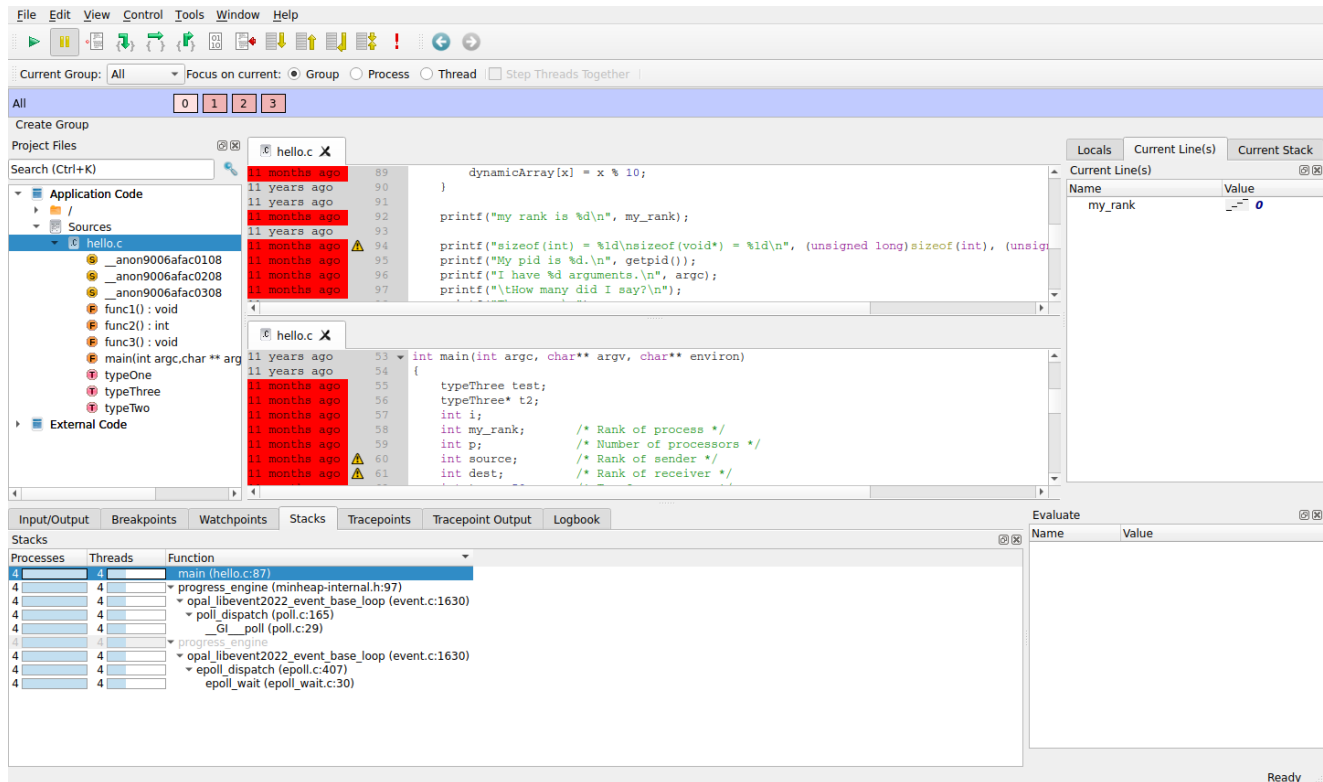 File Edit View Control Tools Window Help
Current Group: All Focus on current: Group Process Thread Step Threads Together
All 0 1 2 3
Create Group
Project Files
Search (Ctrl+K)
Application Code
/
Sources
hello.c
__anon9006afac0108
__anon9006afac0208
__anon9006afac0308
func1() : void
func2() : int
func3() : void
main(int argc,char ** arg
typeOne
typeThree
typeTwo
External Code
hello.c
11 months ago 89 dynamicArray[x] = x % 10;
11 years ago 90 }
11 years ago 91
11 months ago 92 printf("my rank is %d\n", my_rank);
11 years ago 93
11 months ago 94 printf("sizeof(int) = %ld\nsizeof(void*) = %ld\n", (unsigned long)sizeof(int), (unsig
11 months ago 95 printf("My pid is %d.\n", getpid());
11 months ago 96 printf("I have %d arguments.\n", argc);
11 months ago 97 printf("\tHow many did I say?\n");
hello.c
11 years ago 53 int main(int argc, char** argv, char** environ)
11 years ago 54 {
11 months ago 55 typeThree test;
11 months ago 56 typeThree* t2;
11 months ago 57 int i;
11 months ago 58 int my_rank; /* Rank of process */
11 months ago 59 int p; /* Number of processors */
11 months ago 60 int source; /* Rank of sender */
11 months ago 61 int dest; /* Rank of receiver */
Locals Current Line(s) Current Stack
Current Line(s)
Name Value
my_rank 0
Input/Output Breakpoints Watchpoints Stacks Tracepoints Tracepoint Output Logbook
Stacks
Processes Threads Function
4 4 main (hello.c:87)
4 4 progress_engine (minheap-internal.h:97)
4 4 opal_libevent2022_event_base_loop (event.c:1630)
4 4 poll_dispatch (poll.c:165)
4 4 __GI___poll (poll.c:29)
4 4 progress_engine
4 4 opal_libevent2022_event_base_loop (event.c:1630)
4 4 epoll_dispatch (epoll.c:407)
4 4 epoll_wait (epoll_wait.c:30)
Evaluate
Name Value
Ready